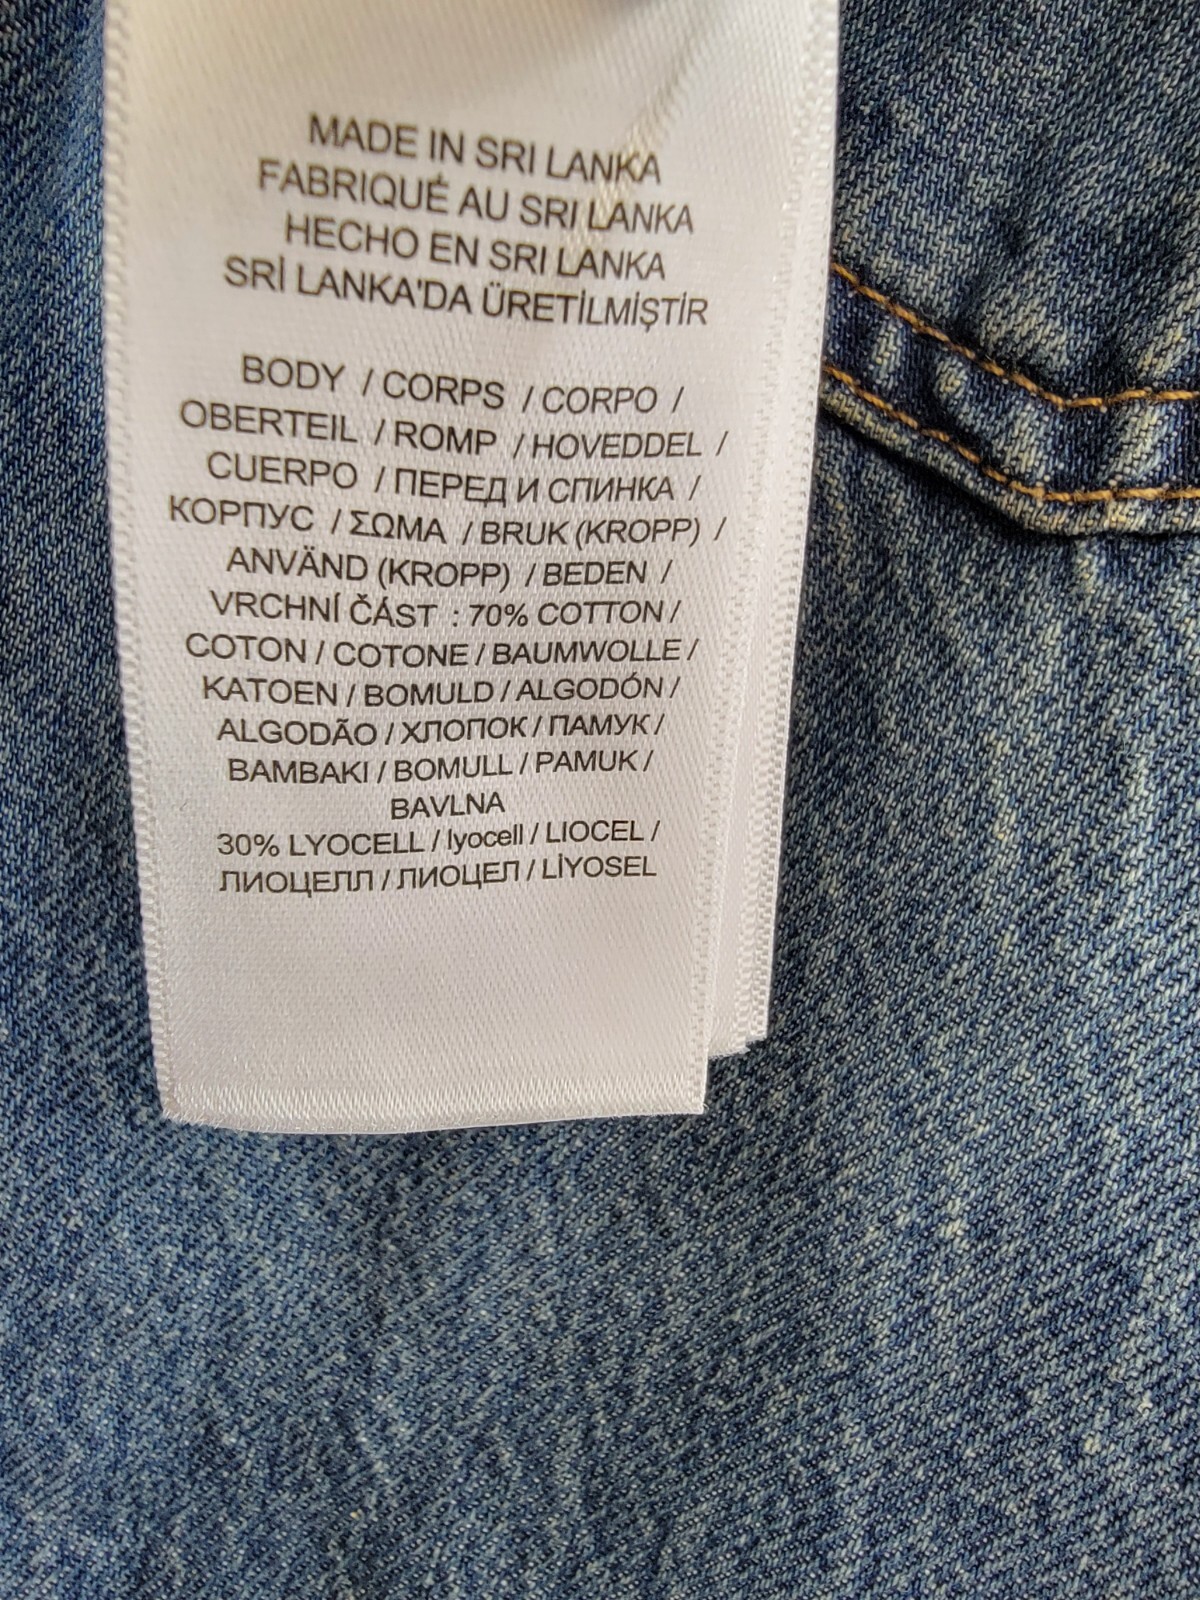 MADE IN SRI LANKA
FABRIQUÉ AU SRI LANKA
HECHO EN SRI LANKA
SRİ LANKA'DA ÜRETİLMİŞTİR
BODY / CORPS / CORPO /
OBERTEIL / ROMP / HOVEDDEL /
CUERPO / ПЕРЕД И СПИНКА /
КОРПУС / ΣΩΜΑ / BRUK (KROPP) /
ANVÄND (KROPP) / BEDEN /
VRCHNÍ ČÁST : 70% COTTON /
COTON / COTONE / BAUMWOLLE /
KATOEN / BOMULD / ALGODÓN /
ALGODÃO / ХЛОПОК / ПАМУК /
BAMBAKI / BOMULL / PAMUK /
BAVLNA
30% LYOCELL / lyocell / LIOCEL /
ЛИОЦЕЛЛ / ЛИОЦЕЛ / LİYOSEL